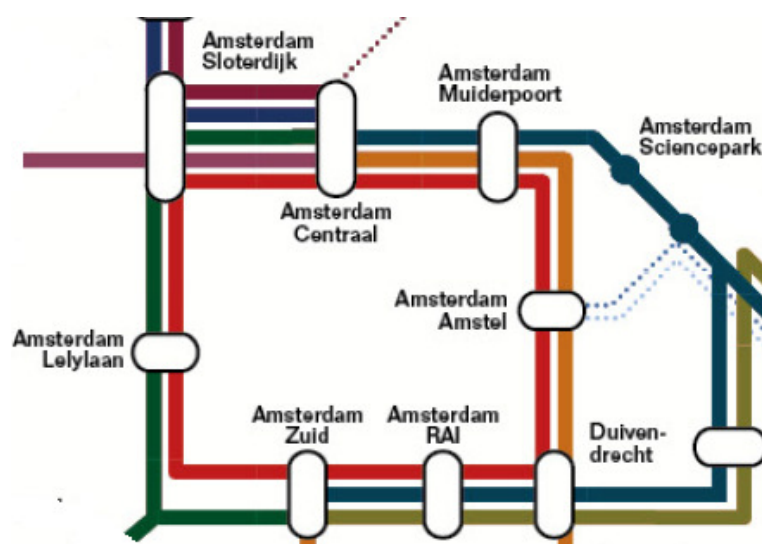 Amsterdam
Sloterdijk
Amsterdam
Muiderpoort
Amsterdam
Sciencepark
Amsterdam
Centraal
Amsterdam
Amstel
Amsterdam
Lelylaan
Amsterdam
Zuid
Amsterdam
RAI
Duiven-
drecht